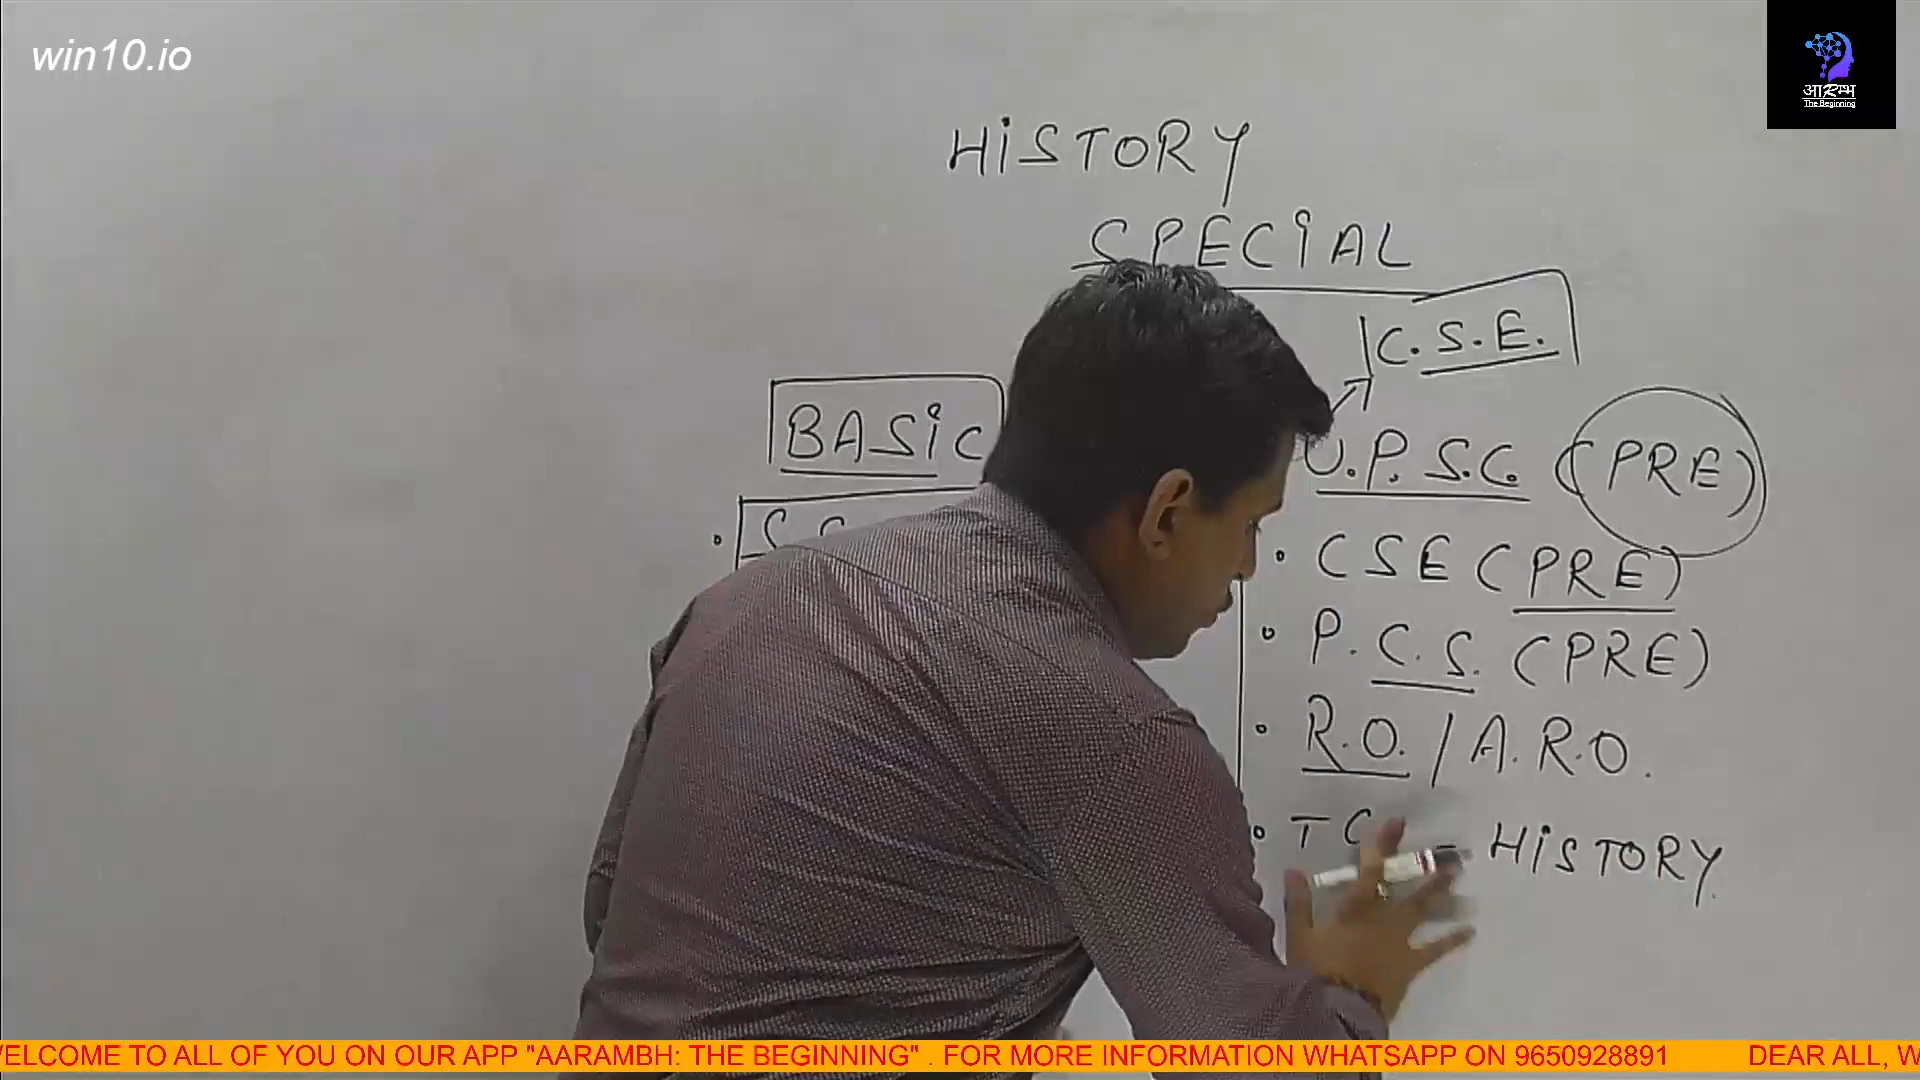 win10.io
आरम्भ
The Beginning
HiSTORY
SPECiAL
C.S.E.
BASiC
U.P.S.C. (PRE)
• CSE (PRE)
• P.C.S. (PRE)
• R.O. / A.R.O.
- HiSTORY
ELCOME TO ALL OF YOU ON OUR APP "AARAMBH: THE BEGINNING" . FOR MORE INFORMATION WHATSAPP ON 9650928891 DEAR ALL, W